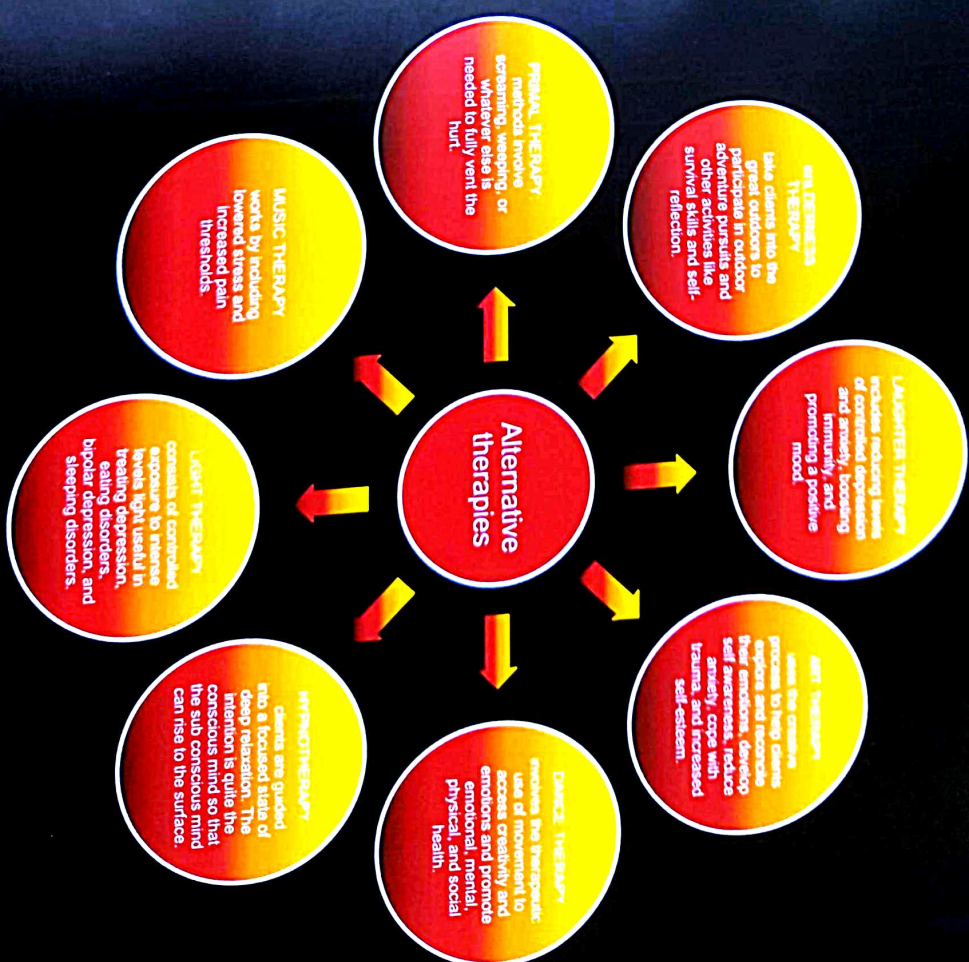 Alternative
therapies
LAUGHTER THERAPY
includes reducing levels
of controlled depression
and anxiety, boosting
immunity, and
promoting a positive
mood.
ART THERAPY
uses the creative
process to help clients
explore and reconcile
their emotions, develop
self awareness, reduce
anxiety, cope with
trauma, and increased
self-esteem.
DANCE THERAPY
involves the therapeutic
use of movement to
access creativity and
emotions and promote
emotional, mental,
physical, and social
health.
HYPNOTHERAPY
clients are guided
into a focused state of
deep relaxation. The
intention is quite the
conscious mind so that
the sub conscious mind
can rise to the surface.
LIGHT THERAPY
consists of controlled
exposure to intense
levels light useful in
treating depression,
eating disorders.
bipolar depression, and
sleeping disorders.
MUSIC THERAPY
works by including
lowered stress and
increased pain
thresholds.
PRIMAL THERAPY:
methods involve
screaming, weeping, or
whatever else is
needed to fully vent the
hurt.
WILDERNESS
THERAPY
take clients into the
great outdoors to
participate in outdoor
adventure pursuits and
other activities like
survival skills and self-
reflection.